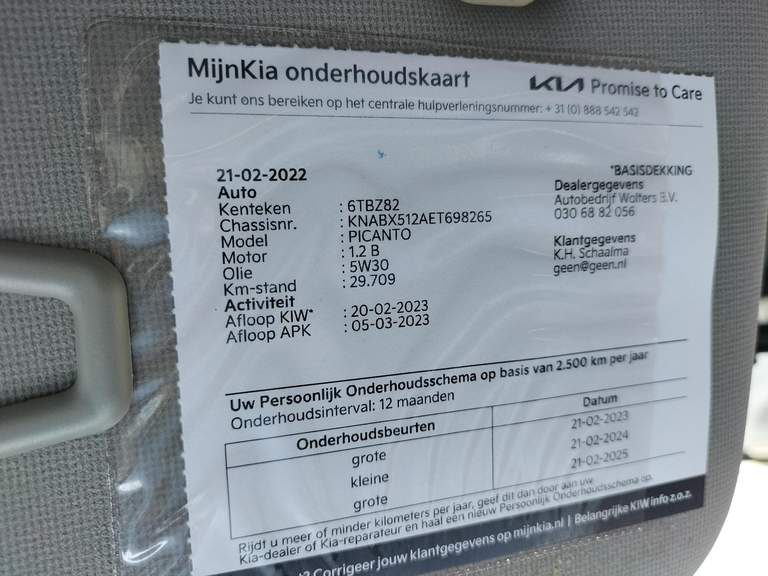 MijnKia onderhoudskaart
KIA Promise to Care
Je kunt ons bereiken op het centrale hulpverleningsnummer: + 31 (0) 888 542 542
21-02-2022
*BASISDEKKING
Auto
Kenteken : 6TBZ82
Chassisnr. : KNABX512AET698265
Model : PICANTO
Motor : 1.2 B
Olie : 5W30
Km-stand : 29.709
Activiteit
Afloop KIW* : 20-02-2023
Afloop APK : 05-03-2023
Dealergegevens
Autobedrijf Wolters B.V.
030 68 82 056
Klantgegevens
K.H. Schaalma
geen@geen.nl
Uw Persoonlijk Onderhoudsschema op basis van 2.500 km per jaar
Onderhoudsinterval: 12 maanden
Onderhoudsbeurten Datum
grote 21-02-2023
kleine 21-02-2024
grote 21-02-2025
Rijdt u meer of minder kilometers per jaar, geef dit dan door aan uw
Kia-dealer of Kia-reparateur en haal een nieuw Persoonlijk Onderhoudsschema op.
? Corrigeer jouw klantgegevens op mijnkia.nl | Belangrijke KIW info z.o.z.